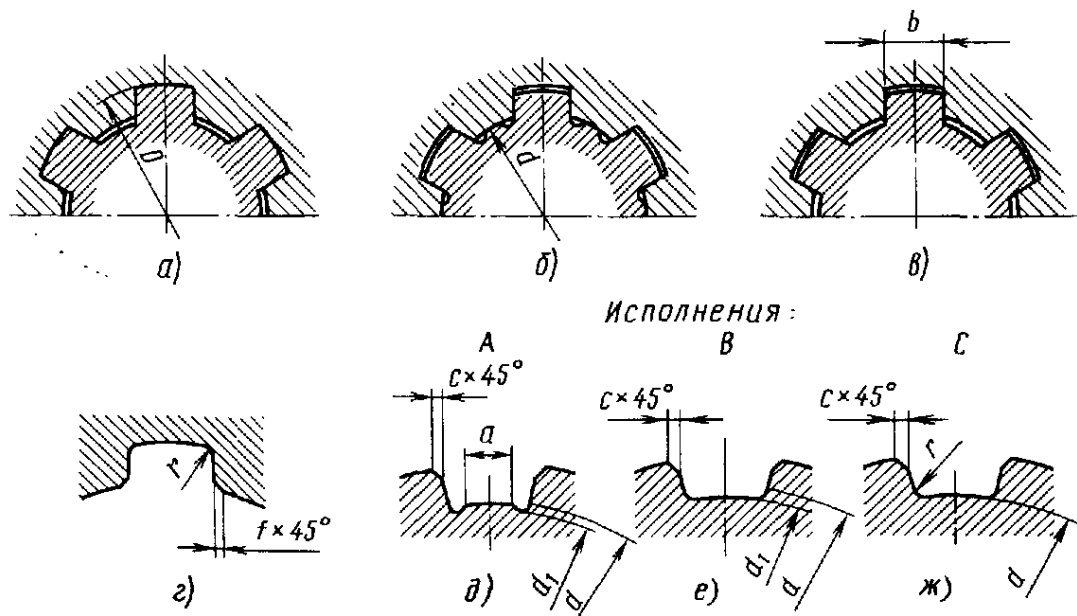 b
D
d
а)
б)
в)
Исполнения:
A
B
C
c×45°
c×45°
c×45°
a
r
r
f×45°
d₁
d
d₁
d
d
г)
д)
е)
ж)